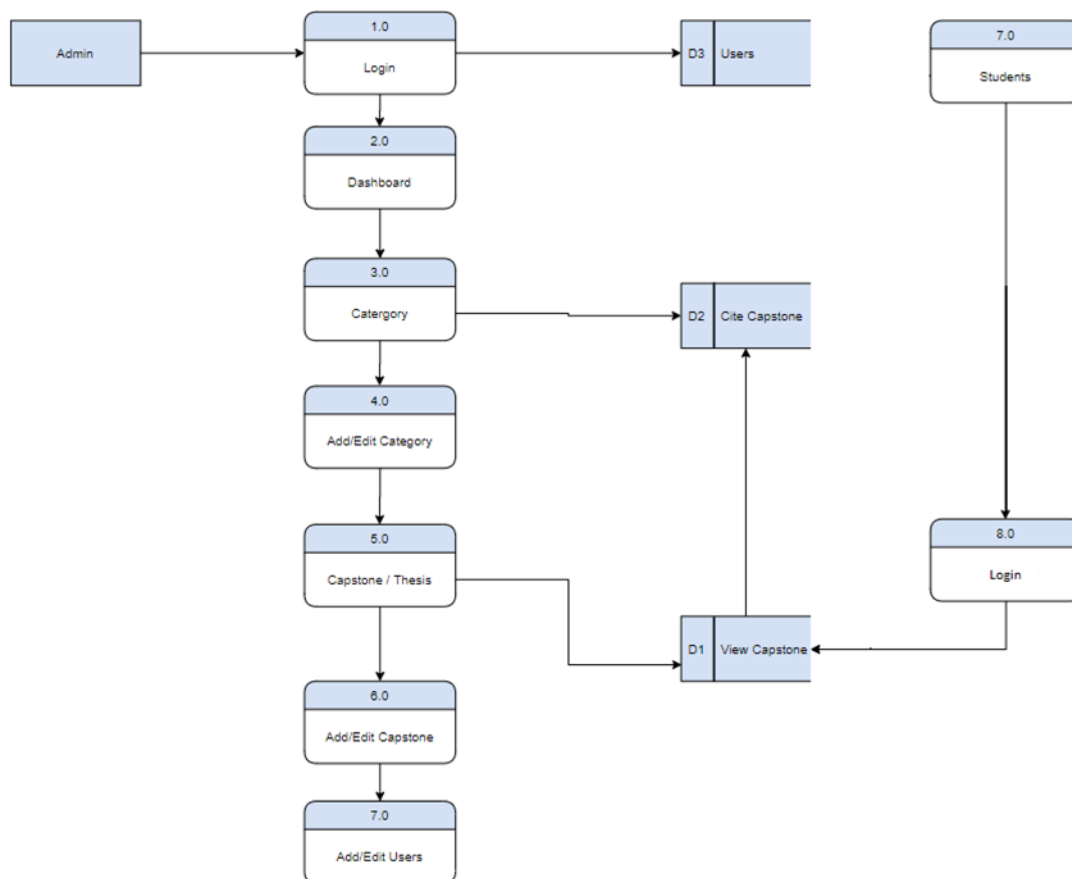 1.0
7.0
Admin
Login
D3 Users
Students
2.0
Dashboard
3.0
Catergory
D2 Cite Capstone
4.0
Add/Edit Category
5.0
8.0
Capstone / Thesis
Login
D1 View Capstone
6.0
Add/Edit Capstone
7.0
Add/Edit Users